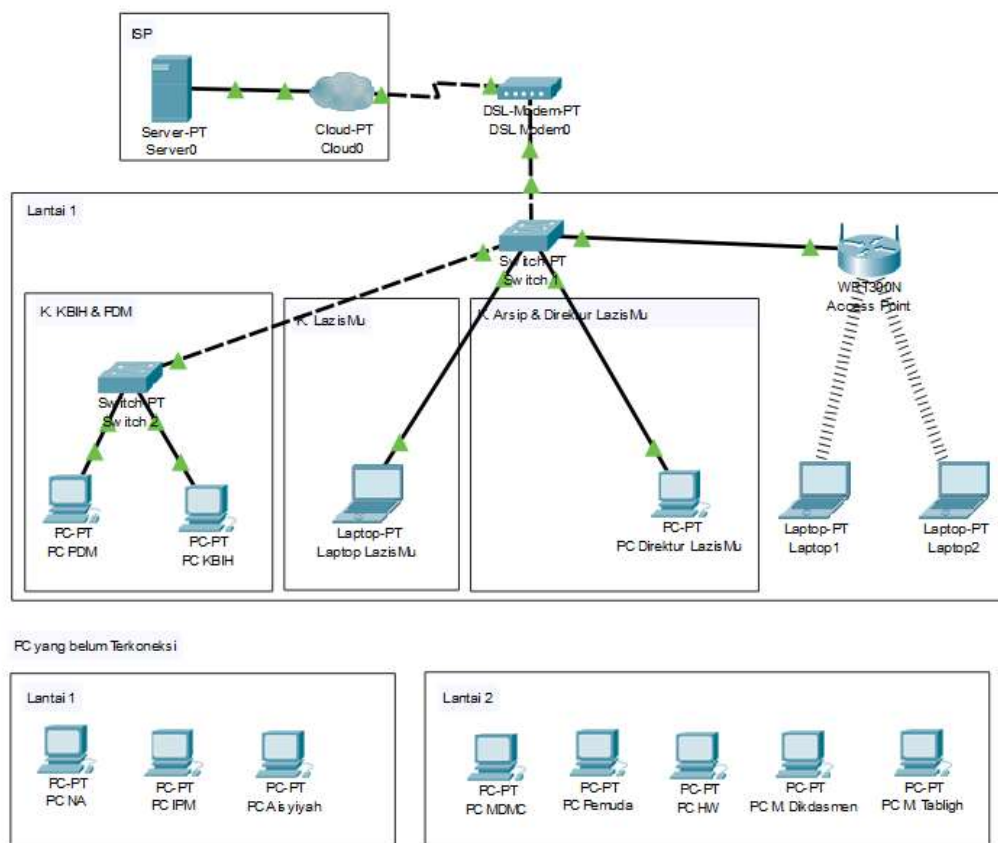 ISP
Server-PT
Server0
Cloud-PT
Cloud0
DSL-Modem-PT
DSL Modem0
Lantai 1
Switch-PT
Switch 1
WRT300N
Access Point
K. KBIH & PDM
K. LazisMu
K. Arsip & Direktur LazisMu
Switch-PT
Switch 2
PC-PT
PC PDM
PC-PT
PC KBIH
Laptop-PT
Laptop LazisMu
PC-PT
PC Direktur LazisMu
Laptop-PT
Laptop1
Laptop-PT
Laptop2
PC yang belum Terkoneksi
Lantai 1
PC-PT
PC NA
PC-PT
PC IPM
PC-PT
PC Aisyiyah
Lantai 2
PC-PT
PC MDMC
PC-PT
PC Pemuda
PC-PT
PC HW
PC-PT
PC M. Dikdasmen
PC-PT
PC M. Tabligh